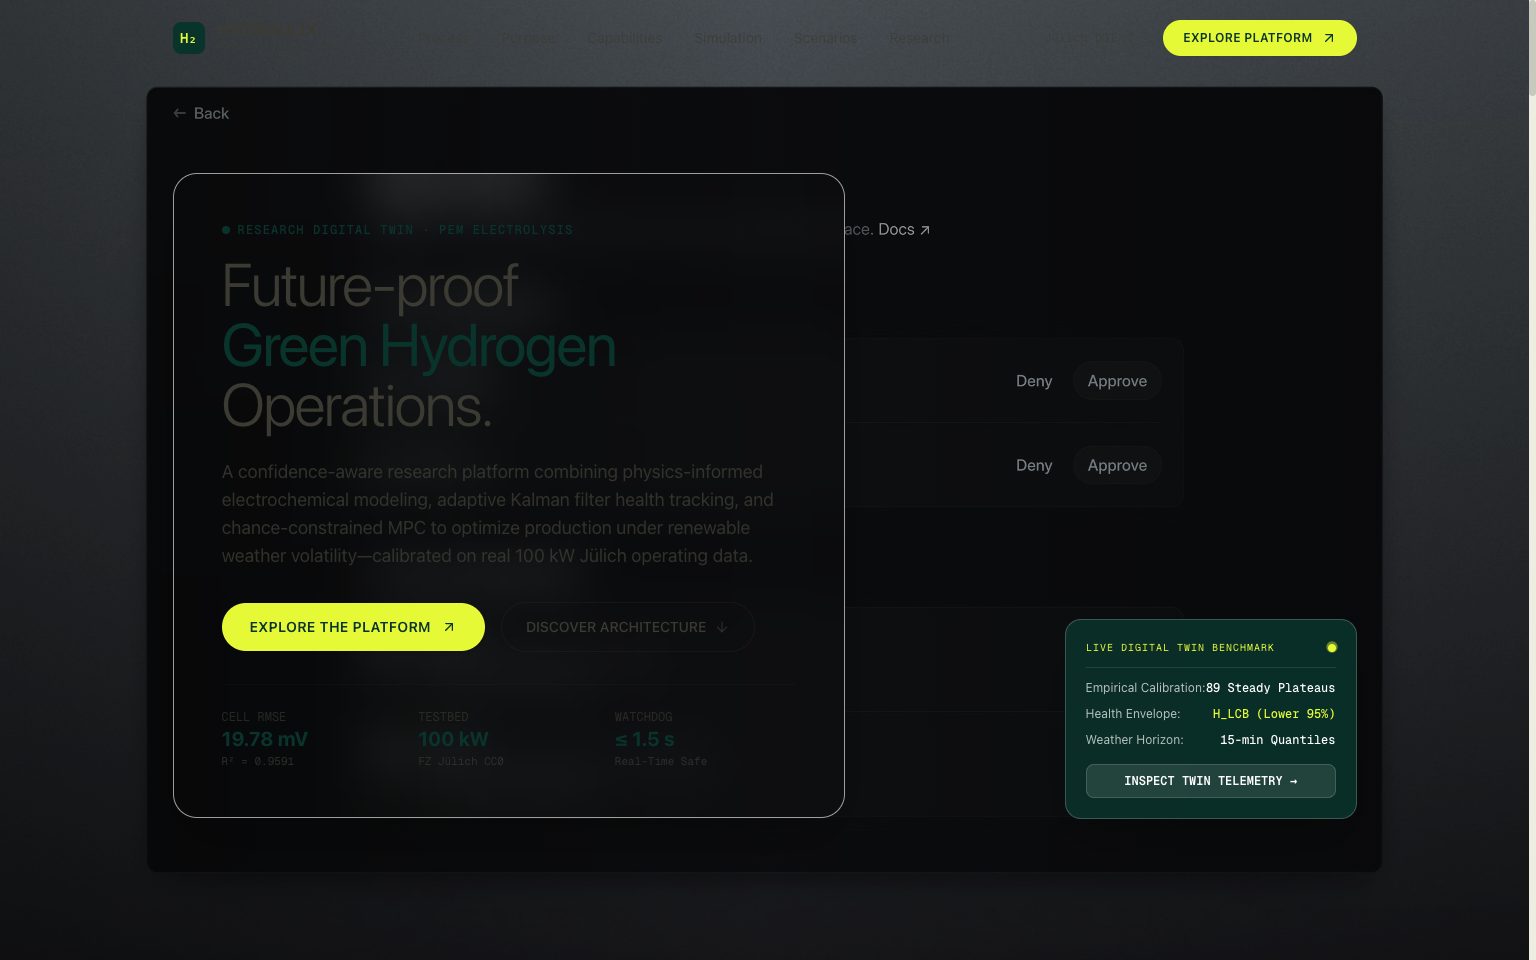 H₂
Purpose
Capabilities
Simulation
Scenarios
Research
EXPLORE PLATFORM ↗
← Back
RESEARCH DIGITAL TWIN · PEM ELECTROLYSIS
ace. Docs ↗
Future-proof
Green Hydrogen
Operations.
Deny
Approve
Deny
Approve
A confidence-aware research platform combining physics-informed
electrochemical modeling, adaptive Kalman filter health tracking, and
chance-constrained MPC to optimize production under renewable
weather volatility—calibrated on real 100 kW Jülich operating data.
EXPLORE THE PLATFORM ↗
DISCOVER ARCHITECTURE ↓
CELL RMSE
19.78 mV
R² = 0.9591
TESTBED
100 kW
FZ Jülich CC0
WATCHDOG
≤ 1.5 s
Real-Time Safe
LIVE DIGITAL TWIN BENCHMARK
Empirical Calibration: 89 Steady Plateaus
Health Envelope: H_LCB (Lower 95%)
Weather Horizon: 15-min Quantiles
INSPECT TWIN TELEMETRY →